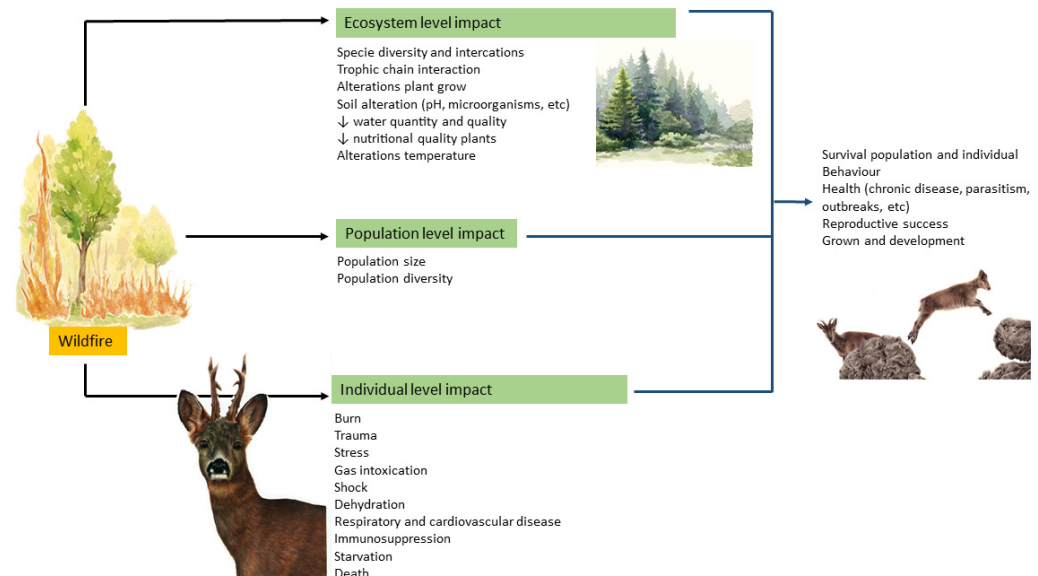 Ecosystem level impact
Specie diversity and intercations
Trophic chain interaction
Alterations plant grow
Soil alteration (pH, microorganisms, etc)
↓ water quantity and quality
↓ nutritional quality plants
Alterations temperature
Survival population and individual
Behaviour
Health (chronic disease, parasitism,
outbreaks, etc)
Reproductive success
Grown and development
Population level impact
Population size
Population diversity
Wildfire
Individual level impact
Burn
Trauma
Stress
Gas intoxication
Shock
Dehydration
Respiratory and cardiovascular disease
Immunosuppression
Starvation
Death